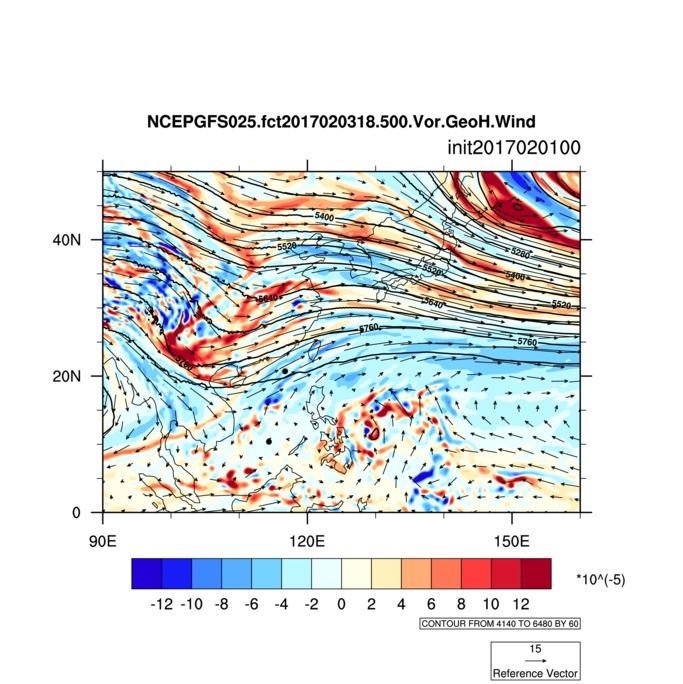 NCEPGFS025.fct2017020318.500.Vor.GeoH.Wind
init2017020100
5400
5520
5280
5400
5520
5640
5640
5520
5760
5760
5760
40N
20N
0
90E 120E 150E
-12 -10 -8 -6 -4 -2 0 2 4 6 8 10 12 *10^(-5)
CONTOUR FROM 4140 TO 6480 BY 60
15
Reference Vector